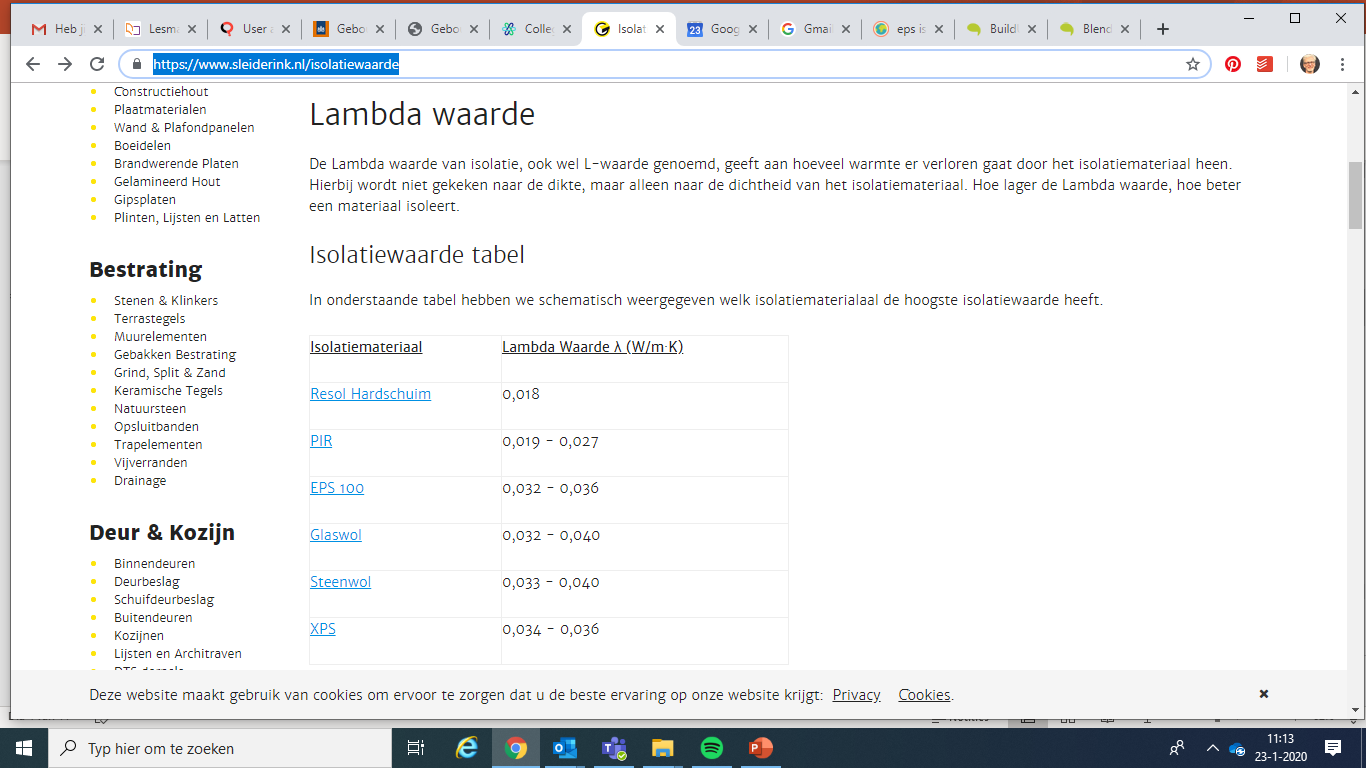 Heb j
Lesm
User a
Gebo
Gebo
Colle
Isolat
23
Goog
Gmai
eps is
Build
Blend
https://www.sleiderink.nl/isolatiewaarde
Constructiehout
Plaatmaterialen
Wand & Plafondpanelen
Boeidelen
Brandwerende Platen
Gelamineerd Hout
Gipsplaten
Plinten, Lijsten en Latten
Bestrating
Stenen & Klinkers
Terrastegels
Muurelementen
Gebakken Bestrating
Grind, Split & Zand
Keramische Tegels
Natuursteen
Opsluitbanden
Trapelementen
Vijverranden
Drainage
Deur & Kozijn
Binnendeuren
Deurbeslag
Schuifdeurbeslag
Buitendeuren
Kozijnen
Lijsten en Architraven
Lambda waarde
De Lambda waarde van isolatie, ook wel L-waarde genoemd, geeft aan hoeveel warmte er verloren gaat door het isolatiemateriaal heen.
Hierbij wordt niet gekeken naar de dikte, maar alleen naar de dichtheid van het isolatiemateriaal. Hoe lager de Lambda waarde, hoe beter
een materiaal isoleert.
Isolatiewaarde tabel
In onderstaande tabel hebben we schematisch weergegeven welk isolatiematerialaal de hoogste isolatiewaarde heeft.
Isolatiemateriaal Lambda Waarde λ (W/m·K)
Resol Hardschuim 0,018
PIR 0,019 - 0,027
EPS 100 0,032 - 0,036
Glaswol 0,032 - 0,040
Steenwol 0,033 - 0,040
XPS 0,034 - 0,036
Deze website maakt gebruik van cookies om ervoor te zorgen dat u de beste ervaring op onze website krijgt: Privacy Cookies.
Typ hier om te zoeken
11:13
23-1-2020